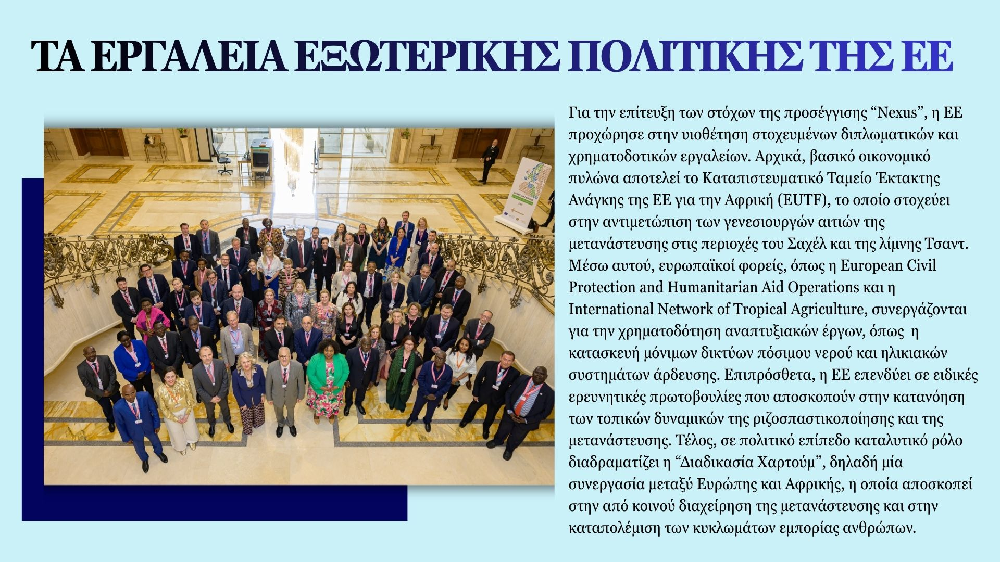 ΤΑ ΕΡΓΑΛΕΙΑ ΕΞΩΤΕΡΙΚΗΣ ΠΟΛΙΤΙΚΗΣ ΤΗΣ ΕΕ
Για την επίτευξη των στόχων της προσέγγισης “Nexus”, η ΕΕ
προχώρησε στην υιοθέτηση στοχευμένων διπλωματικών και
χρηματοδοτικών εργαλείων. Αρχικά, βασικό οικονομικό
πυλώνα αποτελεί το Καταπιστευματικό Ταμείο Έκτακτης
Ανάγκης της ΕΕ για την Αφρική (EUTF), το οποίο στοχεύει
στην αντιμετώπιση των γενεσιουργών αιτιών της
μετανάστευσης στις περιοχές του Σαχέλ και της λίμνης Τσαντ.
Μέσω αυτού, ευρωπαϊκοί φορείς, όπως η European Civil
Protection and Humanitarian Aid Operations και η
International Network of Tropical Agriculture, συνεργάζονται
για την χρηματοδότηση αναπτυξιακών έργων, όπως  η
κατασκευή μόνιμων δικτύων πόσιμου νερού και ηλικιακών
συστημάτων άρδευσης. Επιπρόσθετα, η ΕΕ επενδύει σε ειδικές
ερευνητικές πρωτοβουλίες που αποσκοπούν στην κατανόηση
των τοπικών δυναμικών της ριζοσπαστικοποίησης και της
μετανάστευσης. Τέλος, σε πολιτικό επίπεδο καταλυτικό ρόλο
διαδραματίζει η “Διαδικασία Χαρτούμ”, δηλαδή μία
συνεργασία μεταξύ Ευρώπης και Αφρικής, η οποία αποσκοπεί
στην από κοινού διαχείρηση της μετανάστευσης και στην
καταπολέμιση των κυκλωμάτων εμπορίας ανθρώπων.